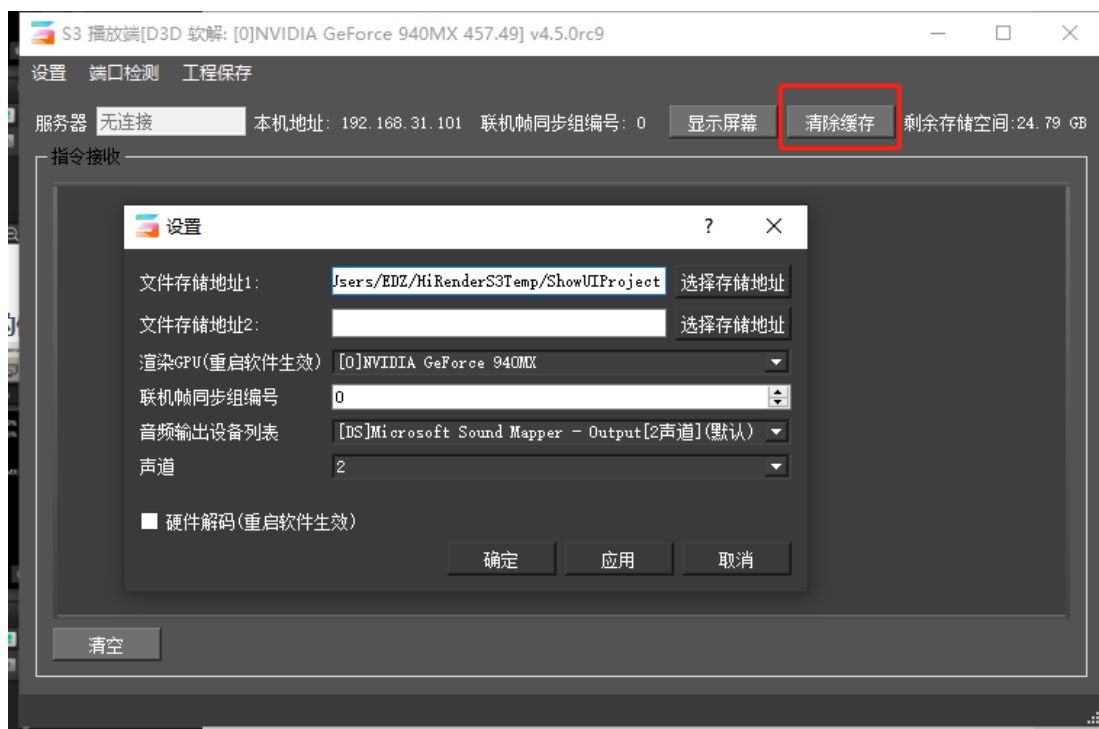 S3 播放端[D3D 软解: [0]NVIDIA GeForce 940MX 457.49] v4.5.0rc9
设置 端口检测 工程保存
服务器 无连接 本机地址: 192.168.31.101 联机帧同步组编号: 0 显示屏幕 清除缓存 剩余存储空间:24.79 GB
指令接收
设置 ?
文件存储地址1: Users/EDZ/HiRenderS3Temp/ShowUIProject 选择存储地址
文件存储地址2: 选择存储地址
渲染GPU(重启软件生效) [0]NVIDIA GeForce 940MX
联机帧同步组编号 0
音频输出设备列表 [DS]Microsoft Sound Mapper - Output[2声道](默认)
声道 2
硬件解码(重启软件生效)
确定 应用 取消
清空